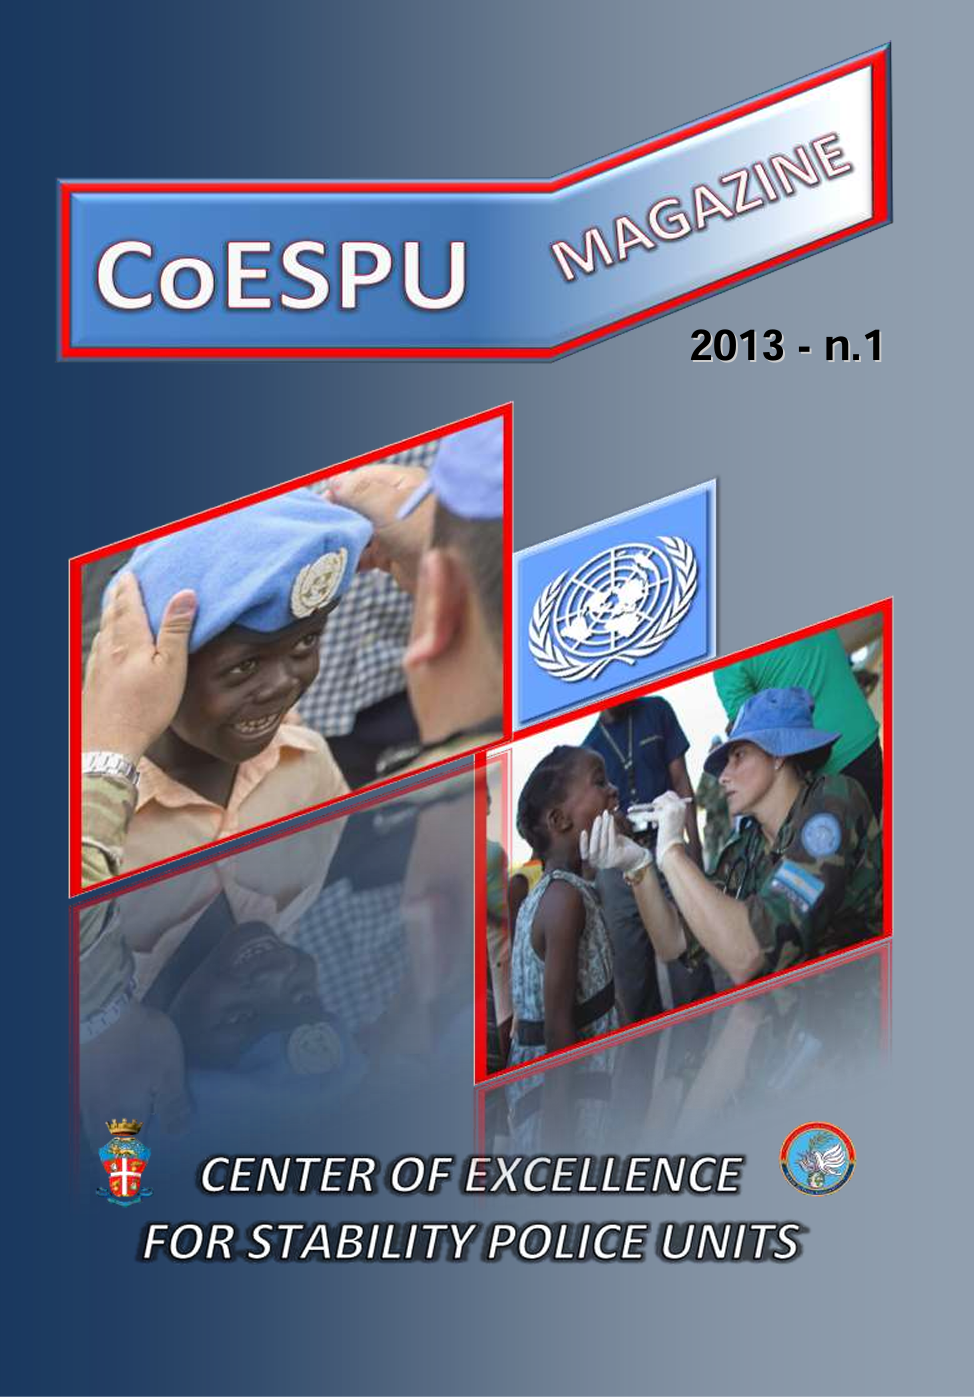 CoESPU
MAGAZINE
2013 - n.1
CENTER OF EXCELLENCE
FOR STABILITY POLICE UNITS